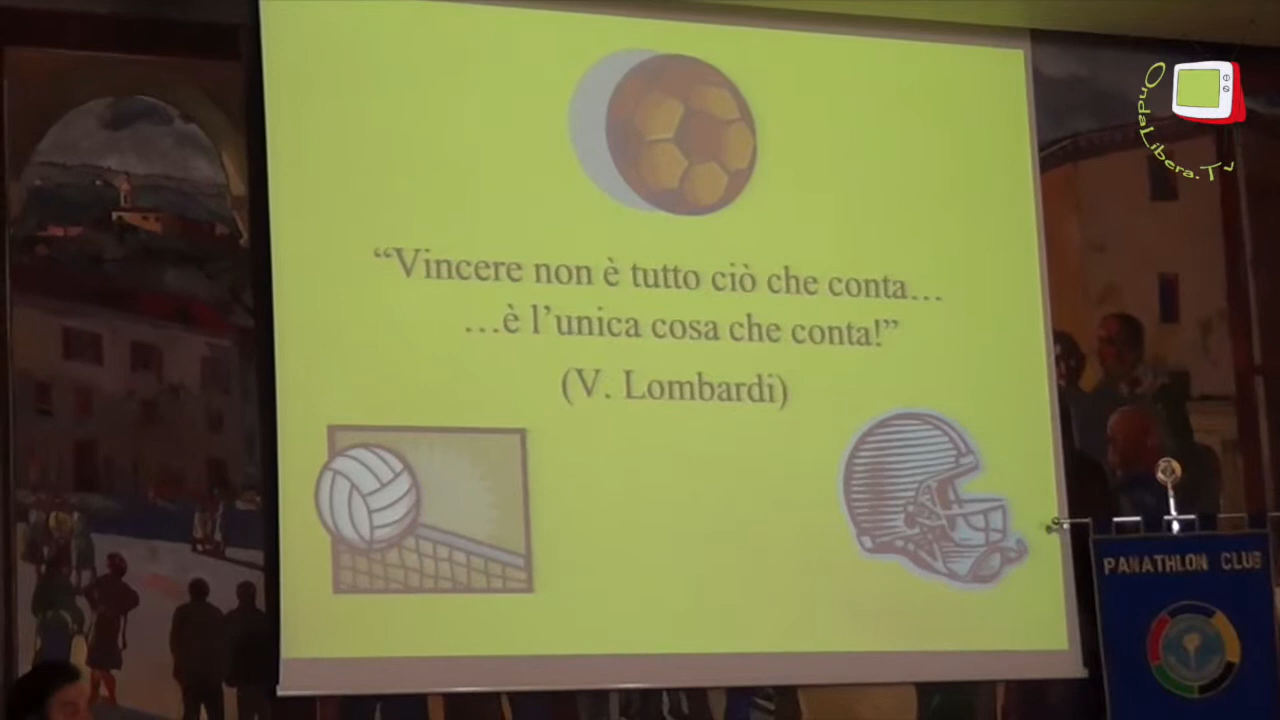 OndaLibera.Tv
“Vincere non è tutto ciò che conta…
…è l’unica cosa che conta!”
(V. Lombardi)
PANATHLON CLUB